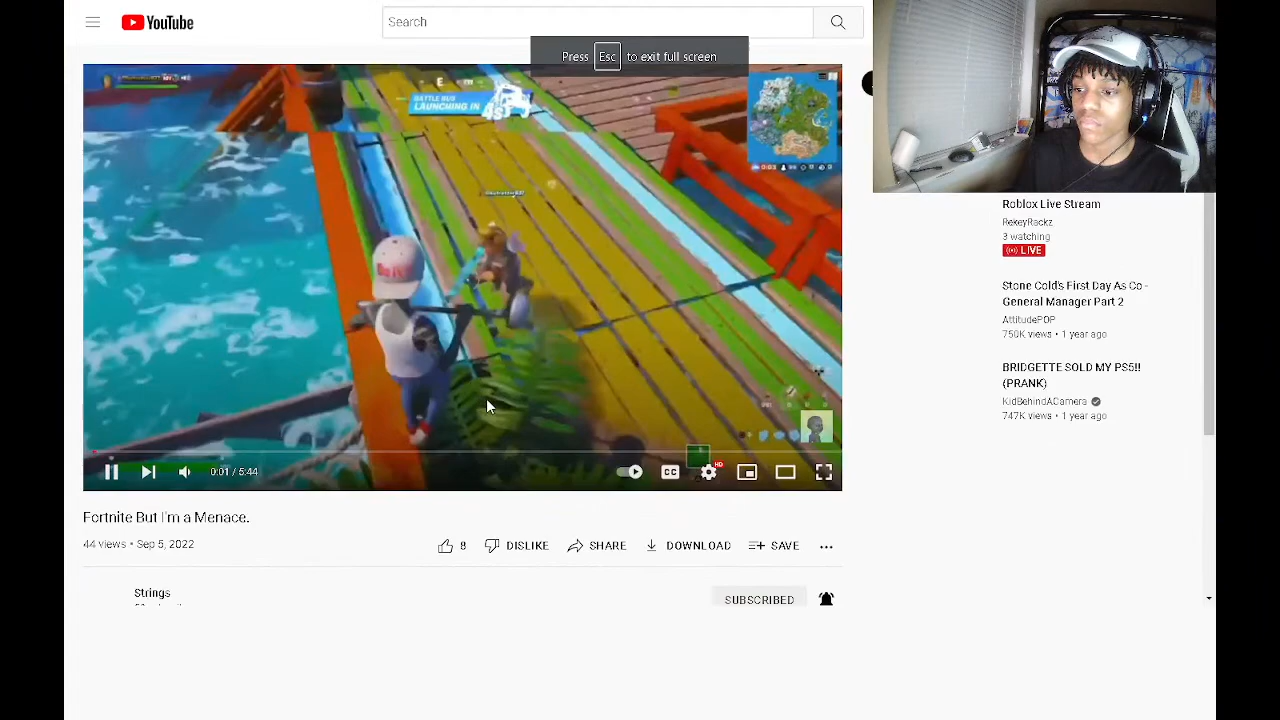 YouTube
Search
Press Esc to exit full screen
E
BATTLE BUS
LAUNCHING IN
4s
0:01 / 5:44
CC
HD
Fortnite But I'm a Menace.
44 views • Sep 5, 2022
8
DISLIKE
SHARE
DOWNLOAD
SAVE
Strings
SUBSCRIBED
Roblox Live Stream
RekeyRackz
3 watching
LIVE
Stone Cold's First Day As Co -
General Manager Part 2
AttitudePOP
750K views • 1 year ago
BRIDGETTE SOLD MY PS5!!
(PRANK)
KidBehindACamera
747K views • 1 year ago